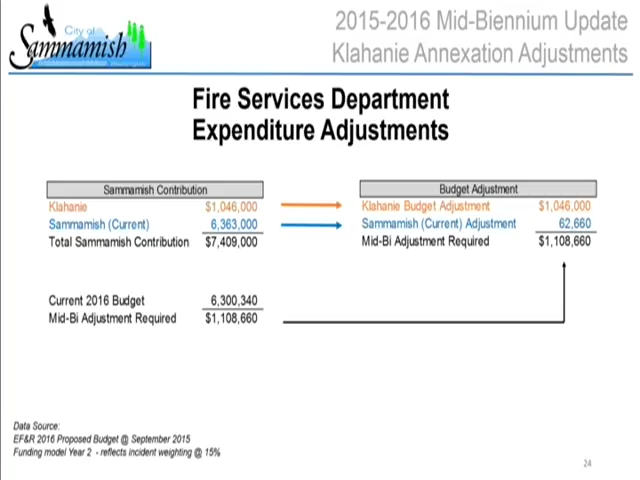 City of
Sammamish
2015-2016 Mid-Biennium Update
Klahanie Annexation Adjustments
Fire Services Department
Expenditure Adjustments
Sammamish Contribution
Klahanie $1,046,000
Sammamish (Current) 6,363,000
Total Sammamish Contribution $7,409,000
Current 2016 Budget 6,300,340
Mid-Bi Adjustment Required $1,108,660
Budget Adjustment
Klahanie Budget Adjustment $1,046,000
Sammamish (Current) Adjustment 62,660
Mid-Bi Adjustment Required $1,108,660
Data Source:
EF&R 2016 Proposed Budget @ September 2015
Funding model Year 2 - reflects incident weighting @ 15%
24